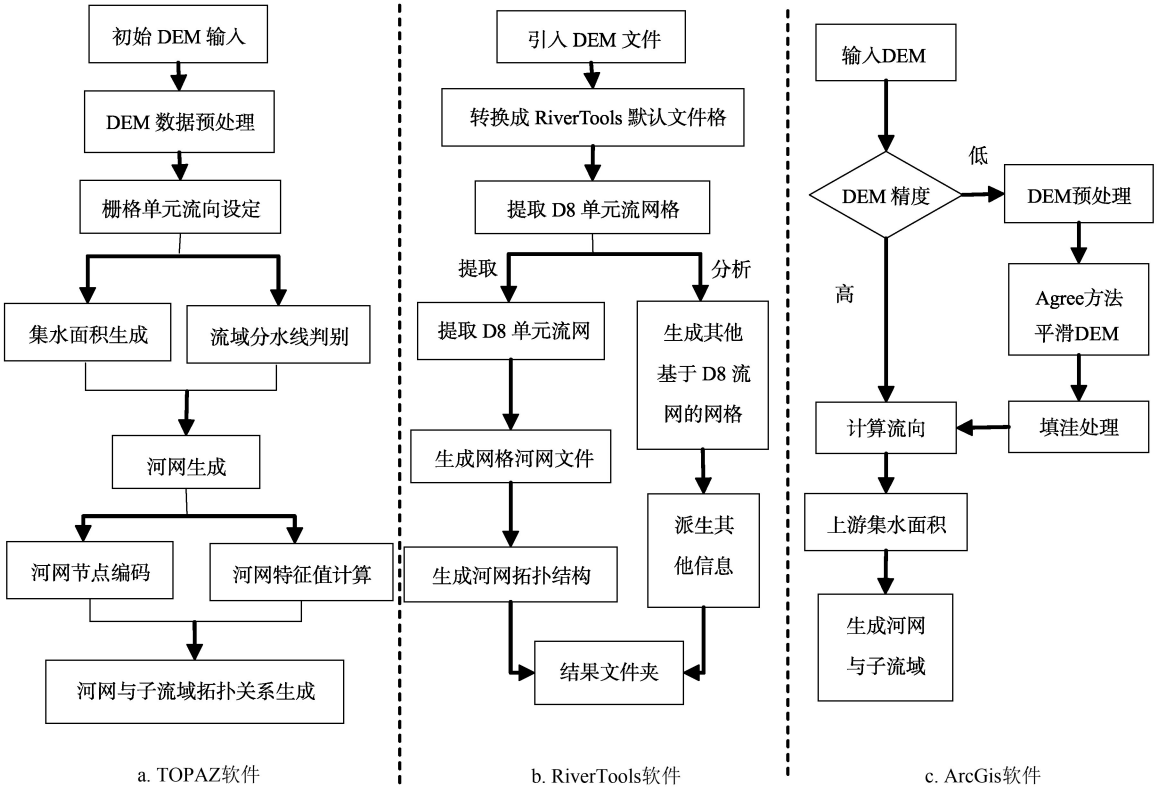 初始 DEM 输入
DEM 数据预处理
栅格单元流向设定
集水面积生成
流域分水线判别
河网生成
河网节点编码
河网特征值计算
河网与子流域拓扑关系生成
a. TOPAZ软件
引入 DEM 文件
转换成 RiverTools 默认文件格
提取 D8 单元流网格
提取
分析
提取 D8 单元流网
生成其他
基于 D8 流
网的网格
生成网格河网文件
派生其
他信息
生成河网拓扑结构
结果文件夹
b. RiverTools软件
输入DEM
DEM 精度
低
DEM预处理
高
Agree方法
平滑DEM
填洼处理
计算流向
上游集水面积
生成河网
与子流域
c. ArcGis软件